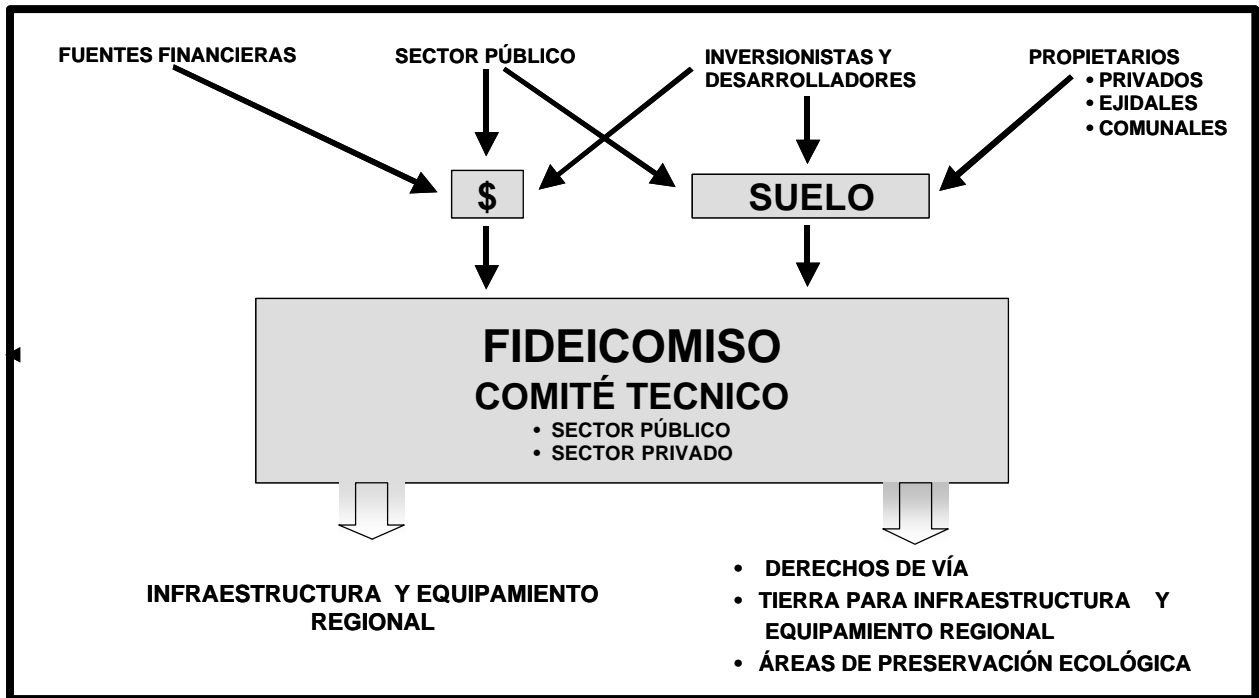 FUENTES FINANCIERAS
SECTOR PÚBLICO
INVERSIONISTAS Y
DESARROLLADORES
PROPIETARIOS
• PRIVADOS
• EJIDALES
• COMUNALES
$
SUELO
FIDEICOMISO
COMITÉ TECNICO
• SECTOR PÚBLICO
• SECTOR PRIVADO
INFRAESTRUCTURA Y EQUIPAMIENTO
REGIONAL
• DERECHOS DE VÍA
• TIERRA PARA INFRAESTRUCTURA Y
EQUIPAMIENTO REGIONAL
• ÁREAS DE PRESERVACIÓN ECOLÓGICA